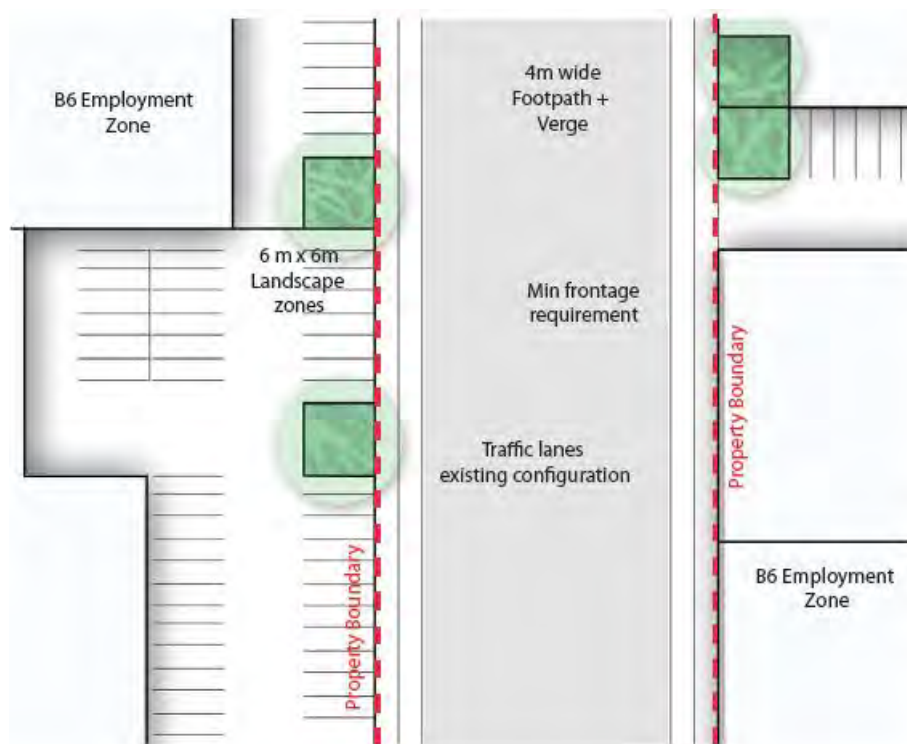 4m wide
Footpath +
Verge
B6 Employment
Zone
6 m x 6m
Landscape
zones
Min frontage
requirement
Property Boundary
Traffic lanes
existing configuration
Property Boundary
B6 Employment
Zone